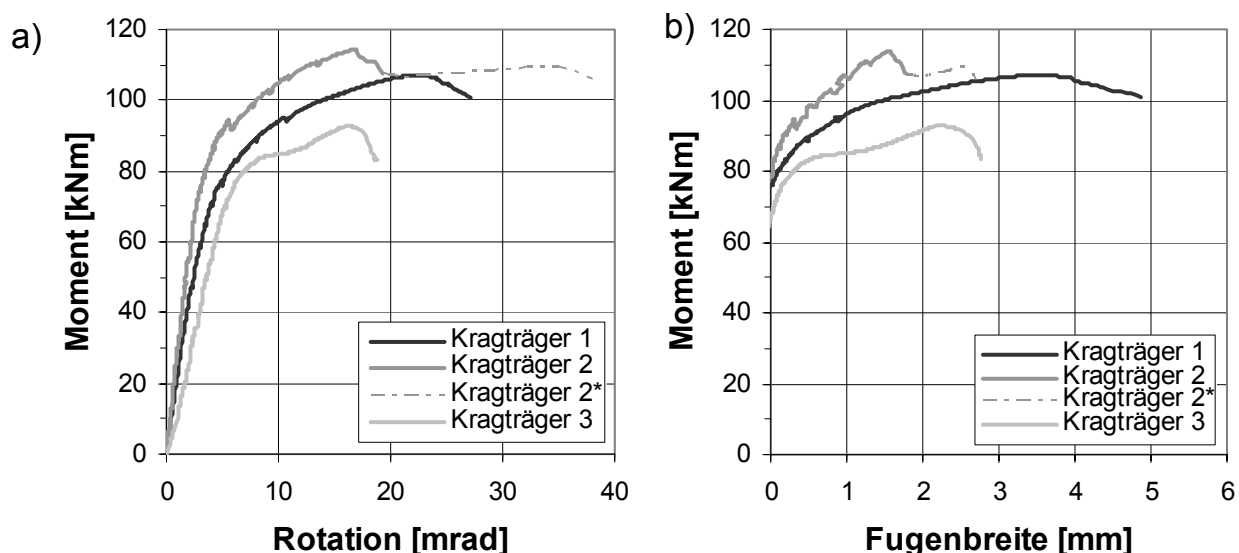 a)
Moment [kNm]
120
100
80
60
40
20
0
Kragträger 1
Kragträger 2
Kragträger 2*
Kragträger 3
0 10 20 30 40
Rotation [mrad]
b)
Moment [kNm]
120
100
80
60
40
20
0
Kragträger 1
Kragträger 2
Kragträger 2*
Kragträger 3
0 1 2 3 4 5 6
Fugenbreite [mm]